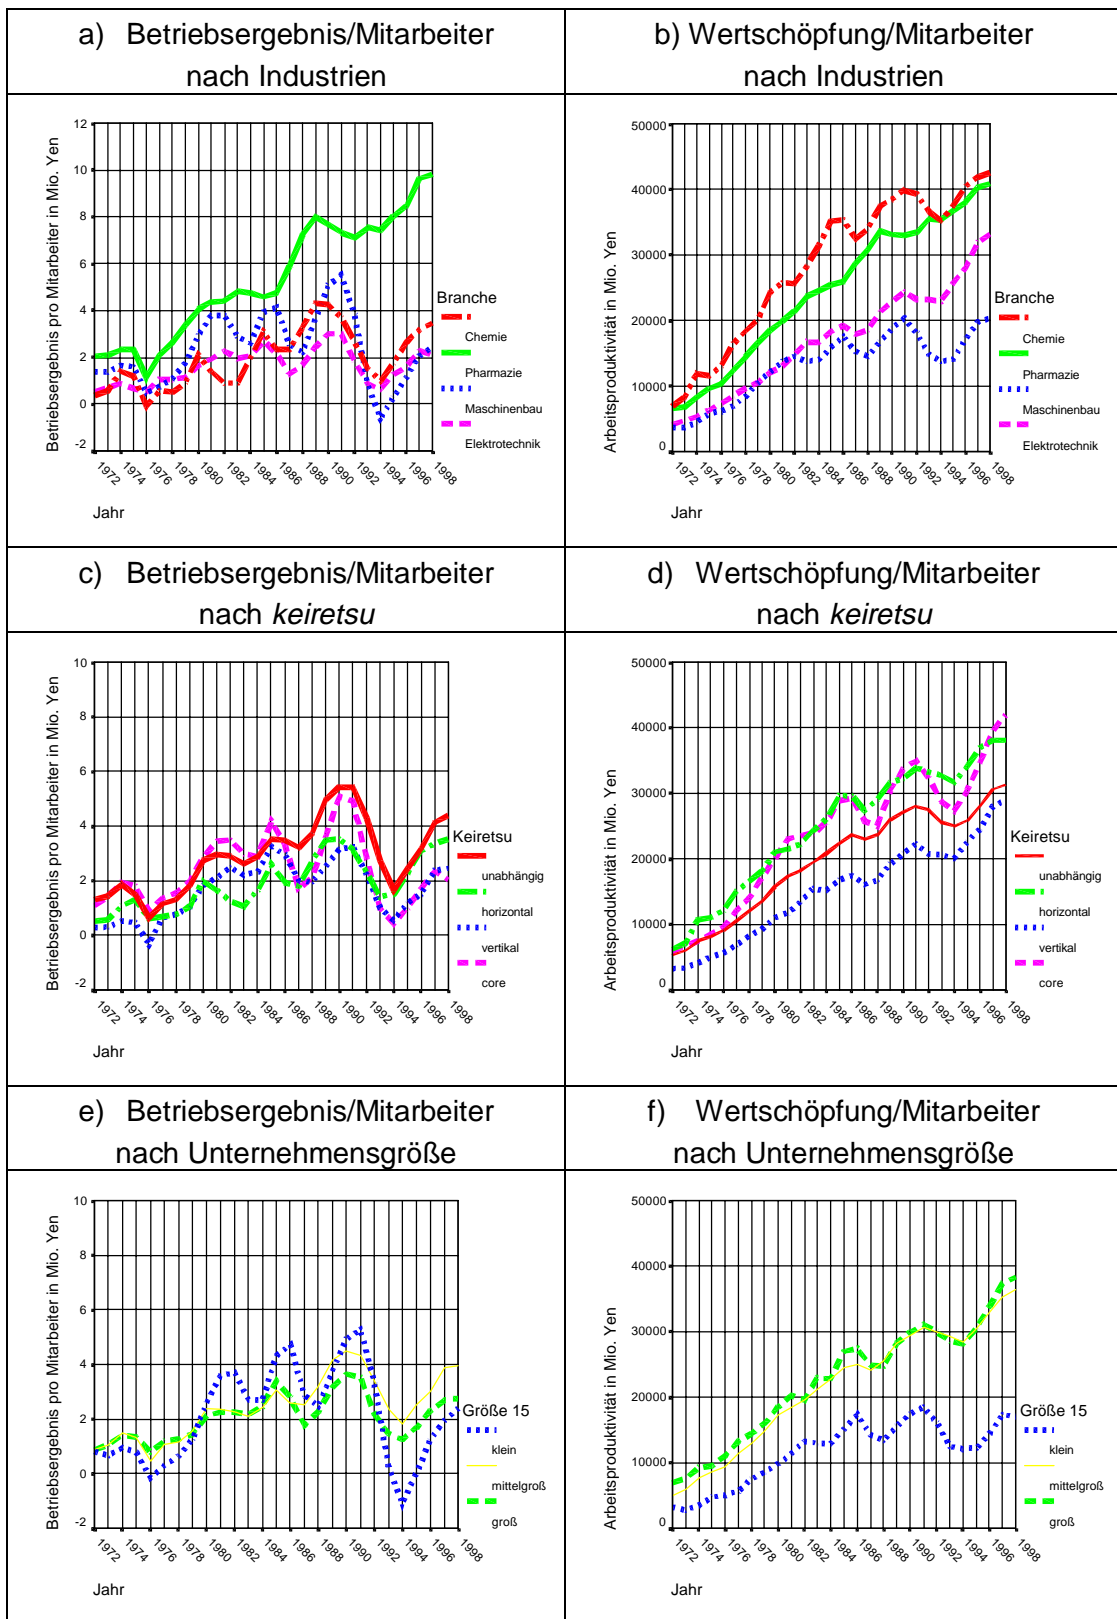 a) Betriebsergebnis/Mitarbeiter
nach Industrien
12
10
8
6
4
2
0
-2
Betriebsergebnis pro Mitarbeiter in Mio. Yen
1972 1974 1976 1978 1980 1982 1984 1986 1988 1990 1992 1994 1996 1998
Jahr
Branche
Chemie
Pharmazie
Maschinenbau
Elektrotechnik
b) Wertschöpfung/Mitarbeiter
nach Industrien
50000
40000
30000
20000
10000
0
Arbeitsproduktivität in Mio. Yen
1972 1974 1976 1978 1980 1982 1984 1986 1988 1990 1992 1994 1996 1998
Jahr
Branche
Chemie
Pharmazie
Maschinenbau
Elektrotechnik
c) Betriebsergebnis/Mitarbeiter
nach keiretsu
10
8
6
4
2
0
-2
Betriebsergebnis pro Mitarbeiter in Mio. Yen
1972 1974 1976 1978 1980 1982 1984 1986 1988 1990 1992 1994 1996 1998
Jahr
Keiretsu
unabhängig
horizontal
vertikal
core
d) Wertschöpfung/Mitarbeiter
nach keiretsu
50000
40000
30000
20000
10000
0
Arbeitsproduktivität in Mio. Yen
1972 1974 1976 1978 1980 1982 1984 1986 1988 1990 1992 1994 1996 1998
Jahr
Keiretsu
unabhängig
horizontal
vertikal
core
e) Betriebsergebnis/Mitarbeiter
nach Unternehmensgröße
10
8
6
4
2
0
-2
Betriebsergebnis pro Mitarbeiter in Mio. Yen
1972 1974 1976 1978 1980 1982 1984 1986 1988 1990 1992 1994 1996 1998
Jahr
Größe 15
klein
mittelgroß
groß
f) Wertschöpfung/Mitarbeiter
nach Unternehmensgröße
50000
40000
30000
20000
10000
0
Arbeitsproduktivität in Mio. Yen
1972 1974 1976 1978 1980 1982 1984 1986 1988 1990 1992 1994 1996 1998
Jahr
Größe 15
klein
mittelgroß
groß